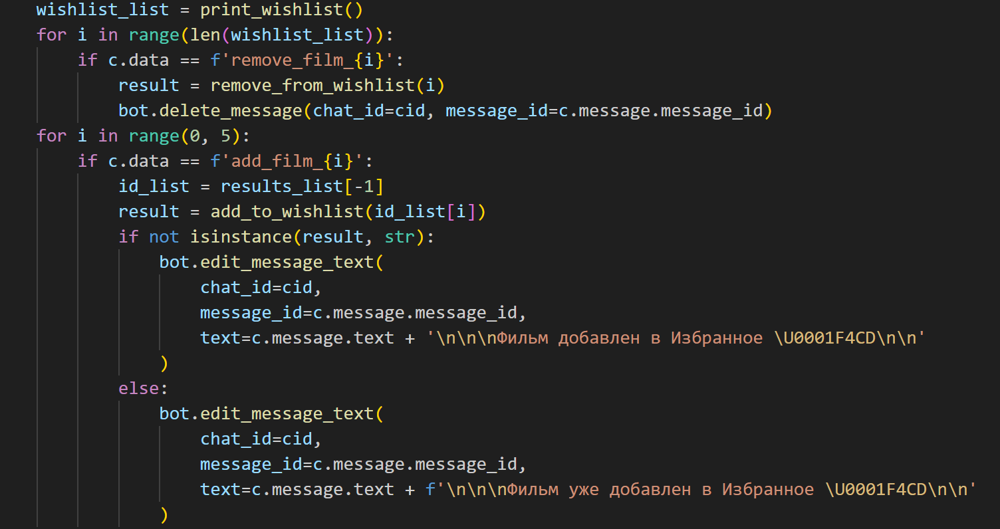 wishlist_list = print_wishlist()
for i in range(len(wishlist_list)):
if c.data == f'remove_film_{i}':
result = remove_from_wishlist(i)
bot.delete_message(chat_id=cid, message_id=c.message.message_id)
for i in range(0, 5):
if c.data == f'add_film_{i}':
id_list = results_list[-1]
result = add_to_wishlist(id_list[i])
if not isinstance(result, str):
bot.edit_message_text(
chat_id=cid,
message_id=c.message.message_id,
text=c.message.text + '\n\n\nФильм добавлен в Избранное \U0001F4CD\n\n'
)
else:
bot.edit_message_text(
chat_id=cid,
message_id=c.message.message_id,
text=c.message.text + f'\n\n\nФильм уже добавлен в Избранное \U0001F4CD\n\n'
)